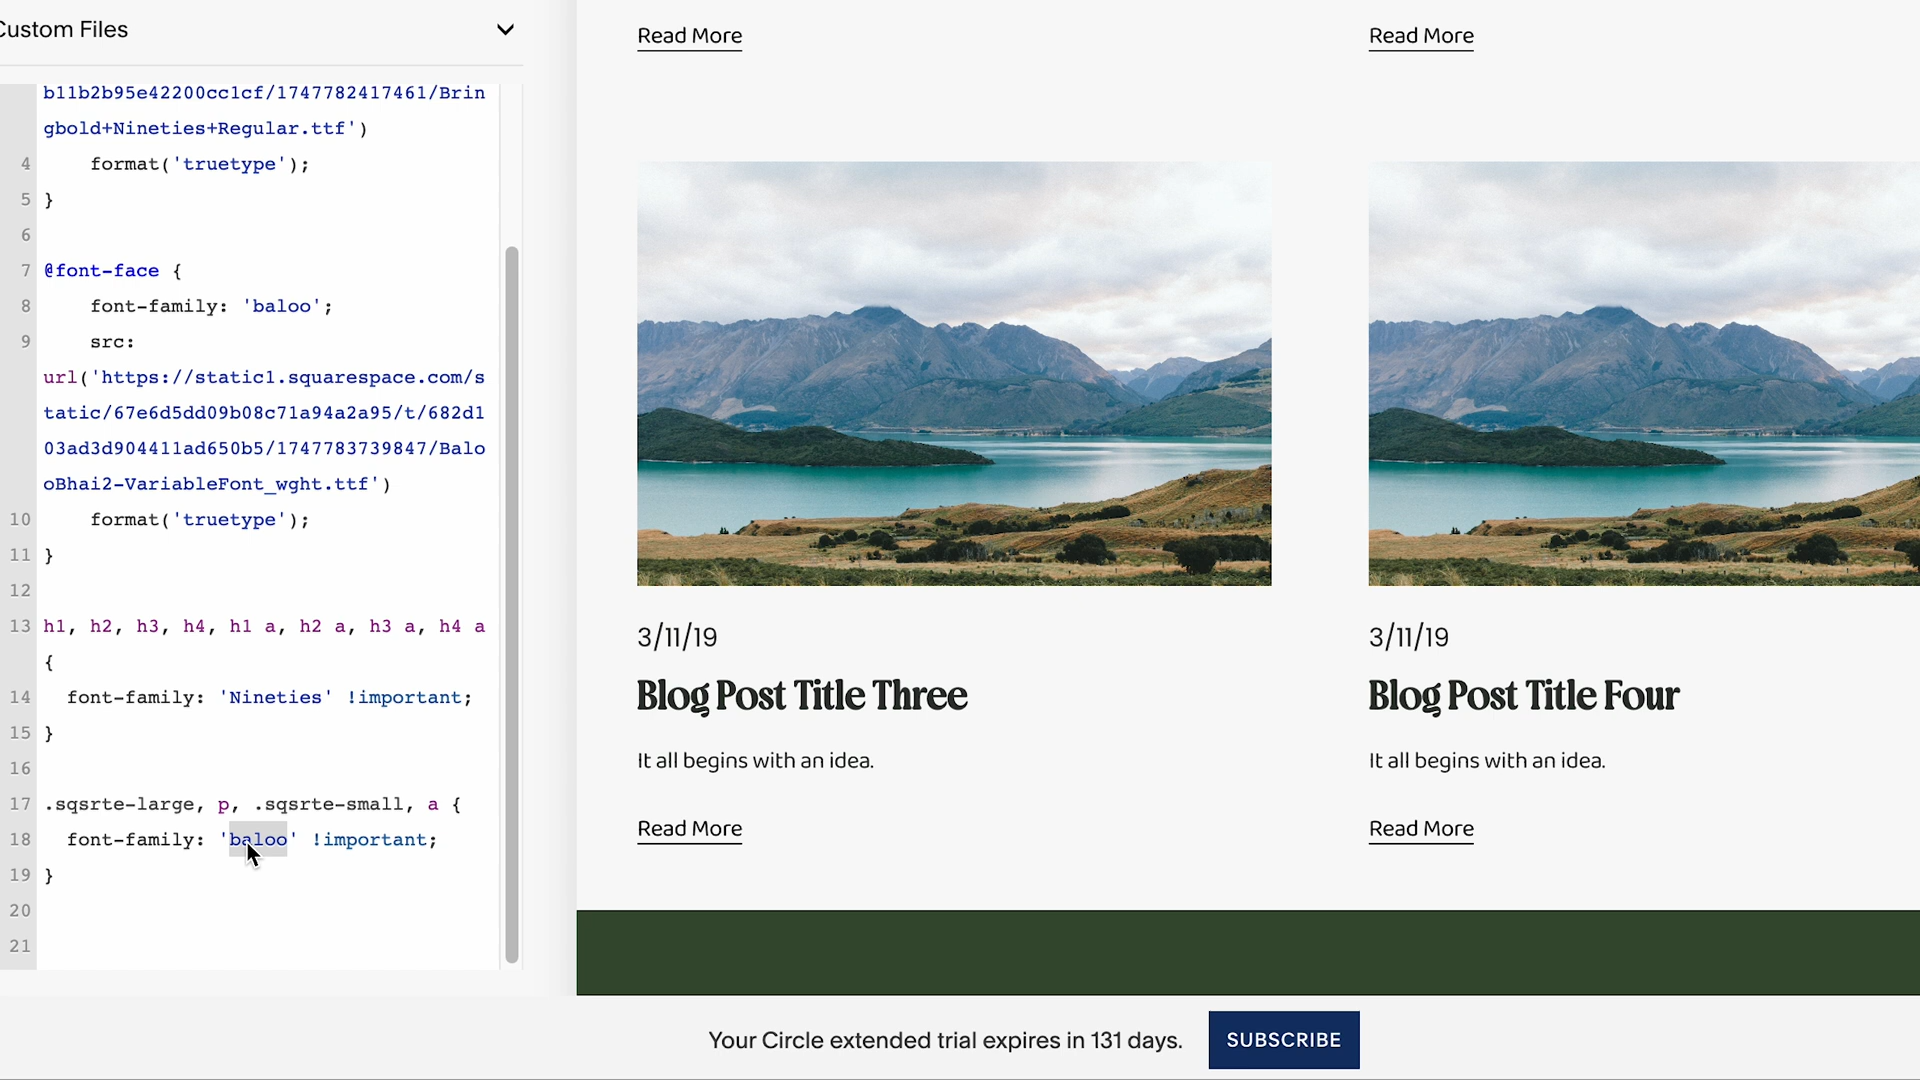 Custom Files
b11b2b95e42200cc1cf/1747782417461/Brin
gbold+Nineties+Regular.ttf')
4 format('truetype');
5 }
6
7 @font-face {
8 font-family: 'baloo';
9 src:
url('https://static1.squarespace.com/s
tatic/67e6d5dd09b08c71a94a2a95/t/682d1
03ad3d904411ad650b5/1747783739847/Balo
oBhai2-VariableFont_wght.ttf')
10 format('truetype');
11 }
12
13 h1, h2, h3, h4, h1 a, h2 a, h3 a, h4 a
{
14 font-family: 'Nineties' !important;
15 }
16
17 .sqsrte-large, p, .sqsrte-small, a {
18 font-family: 'baloo' !important;
19 }
20
21
Read More
Read More
3/11/19
Blog Post Title Three
It all begins with an idea.
Read More
3/11/19
Blog Post Title Four
It all begins with an idea.
Read More
Your Circle extended trial expires in 131 days.
SUBSCRIBE